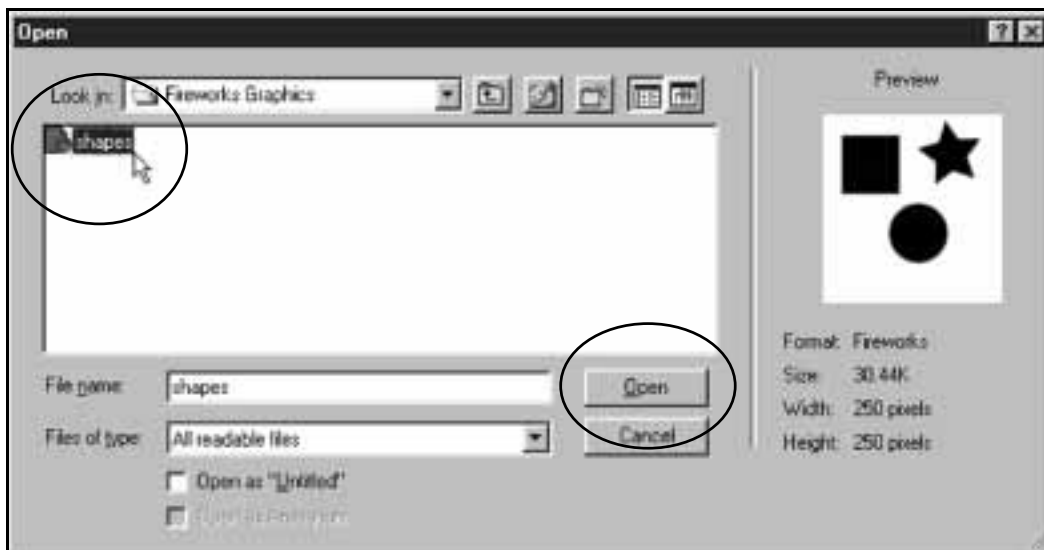 Open
Look in: Fireworks Graphics
shapes
File name: shapes
Open
Files of type: All readable files
Cancel
Open as "Untitled"
Preview
Format: Fireworks
Size: 30.44K
Width: 250 pixels
Height: 250 pixels